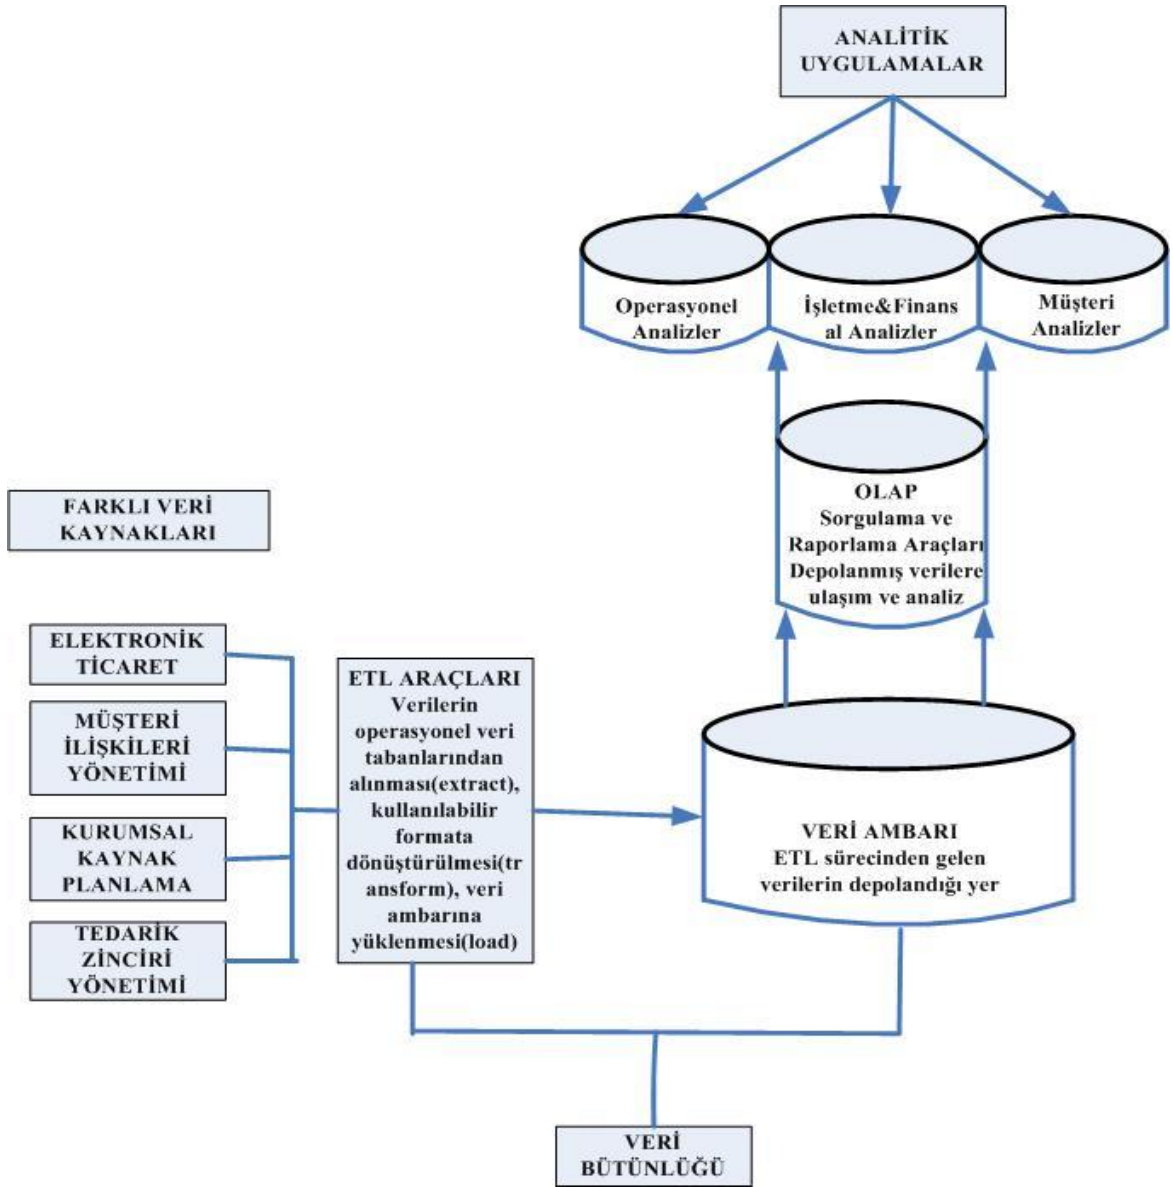 ANALİTİK
UYGULAMALAR
Operasyonel
Analizler
İşletme&Finans
al Analizler
Müşteri
Analizler
OLAP
Sorgulama ve
Raporlama Araçları
Depolanmış verilere
ulaşım ve analiz
FARKLI VERİ
KAYNAKLARI
ELEKTRONİK
TİCARET
MÜŞTERİ
İLİŞKİLERİ
YÖNETİMİ
KURUMSAL
KAYNAK
PLANLAMA
TEDARİK
ZİNCİRİ
YÖNETİMİ
ETL ARAÇLARI
Verilerin
operasyonel veri
tabanlarından
alınması(extract),
kullanılabilir
formata
dönüştürülmesi(tr
ansform), veri
ambarına
yüklenmesi(load)
VERİ AMBARI
ETL sürecinden gelen
verilerin depolandığı yer
VERİ
BÜTÜNLÜĞÜ